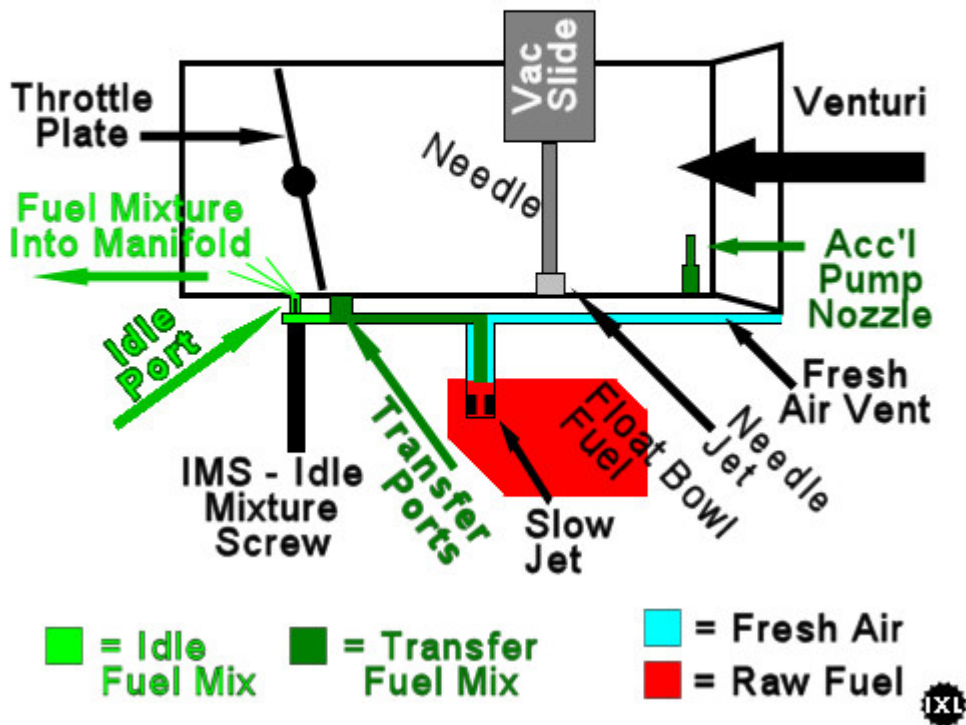 Vac
Slide
Throttle
Plate
Venturi
Needle
Fuel Mixture
Into Manifold
Acc'l
Pump
Nozzle
Idle
Port
Fresh
Air Vent
Transfer
Ports
Float Bowl
Fuel
Needle
Jet
IMS - Idle
Mixture
Screw
Slow
Jet
= Idle
Fuel Mix
= Transfer
Fuel Mix
= Fresh Air
= Raw Fuel
IXL